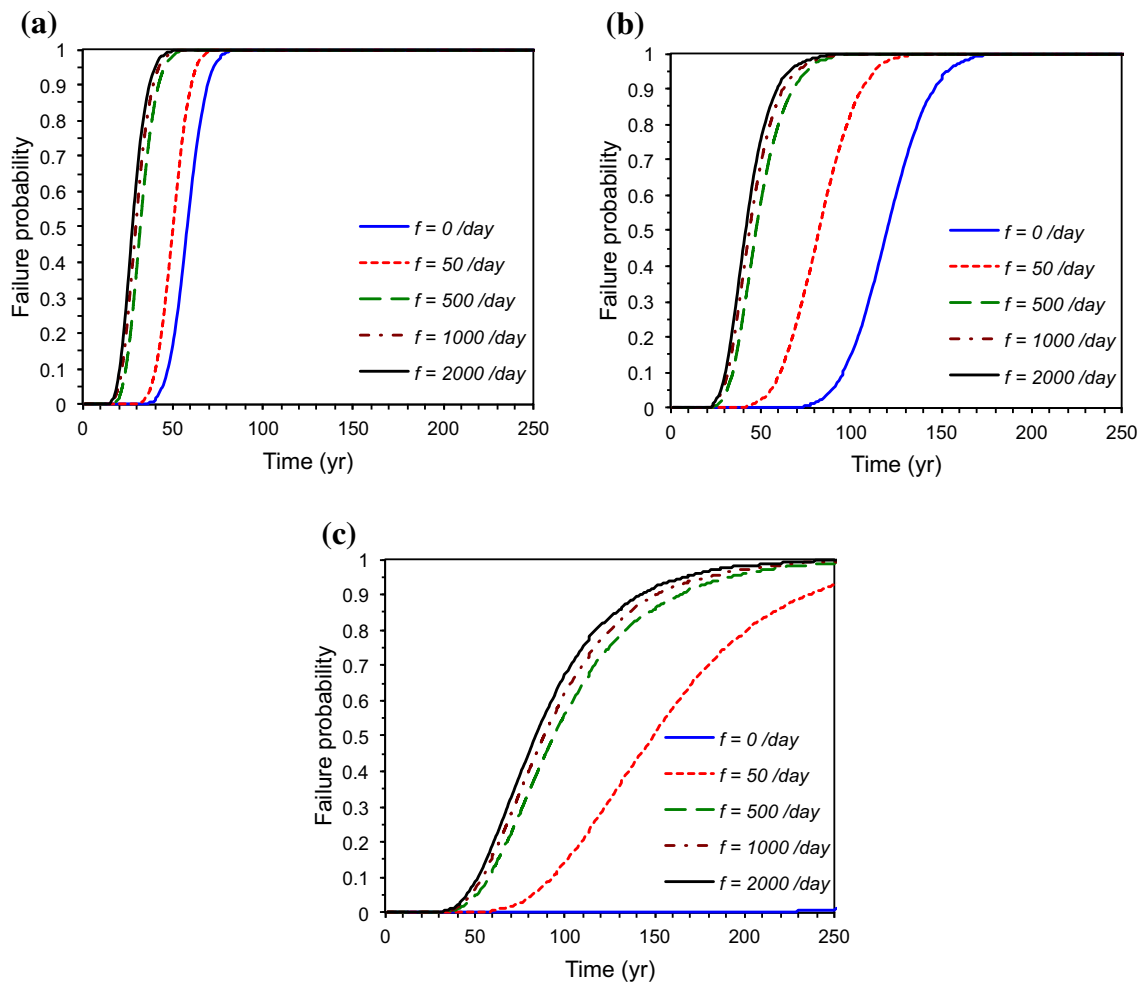 (a)
1
0.9
0.8
0.7
0.6
0.5
0.4
0.3
0.2
0.1
0
Failure probability
f = 0 /day
f = 50 /day
f = 500 /day
f = 1000 /day
f = 2000 /day
0 50 100 150 200 250
Time (yr)
(b)
1
0.9
0.8
0.7
0.6
0.5
0.4
0.3
0.2
0.1
0
Failure probability
f = 0 /day
f = 50 /day
f = 500 /day
f = 1000 /day
f = 2000 /day
0 50 100 150 200 250
Time (yr)
(c)
1
0.9
0.8
0.7
0.6
0.5
0.4
0.3
0.2
0.1
0
Failure probability
f = 0 /day
f = 50 /day
f = 500 /day
f = 1000 /day
f = 2000 /day
0 50 100 150 200 250
Time (yr)